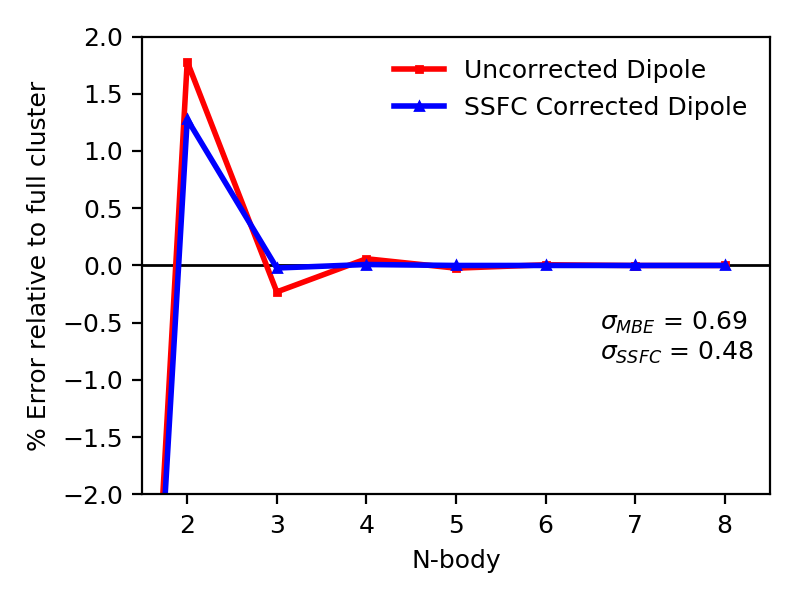 2.0
1.5
1.0
0.5
0.0
−0.5
−1.0
−1.5
−2.0
% Error relative to full cluster
Uncorrected Dipole
SSFC Corrected Dipole
σMBE = 0.69
σSSFC = 0.48
2 3 4 5 6 7 8
N-body